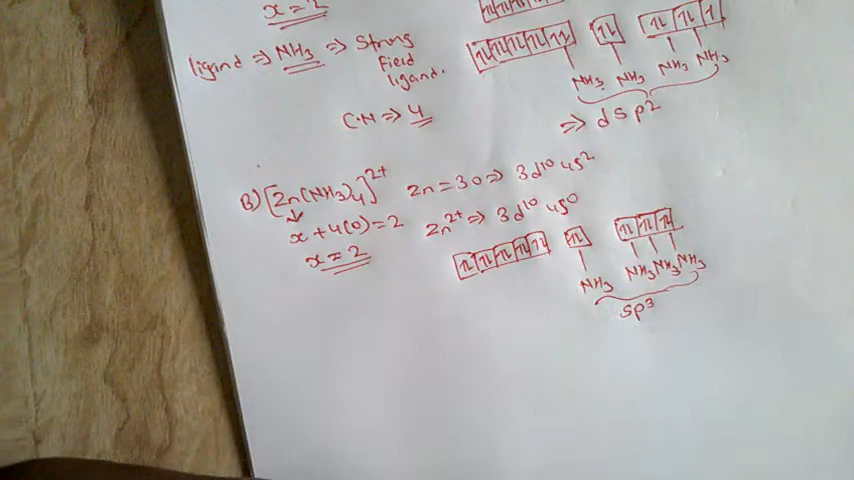 x = 2
ligand ⇒ NH3 ⇒ Strong
Field
ligand.
C.N ⇒ 4
NH3 NH3 NH3 NH3
⇒ dsp2
B) [Zn(NH3)4]2+ Zn = 30 ⇒ 3d10 4s2
x + 4(0) = 2 Zn2+ ⇒ 3d10 4s0
x = 2
NH3 NH3 NH3 NH3
sp3